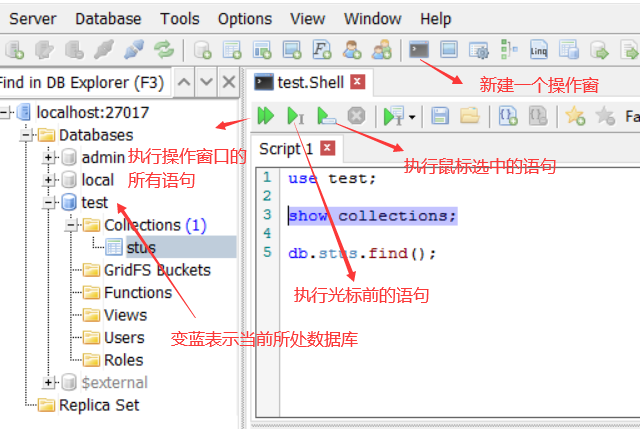 Server Database Tools Options View Window Help
Find in DB Explorer (F3)
test.Shell
新建一个操作窗
localhost:27017
Databases
admin
local
test
Collections (1)
stus
GridFS Buckets
Functions
Views
Users
Roles
$external
Replica Set
执行操作窗口的
所有语句
变蓝表示当前所处数据库
Fa
Script 1
执行鼠标选中的语句
1 use test;
2
3 show collections;
4
5 db.stus.find();
执行光标前的语句